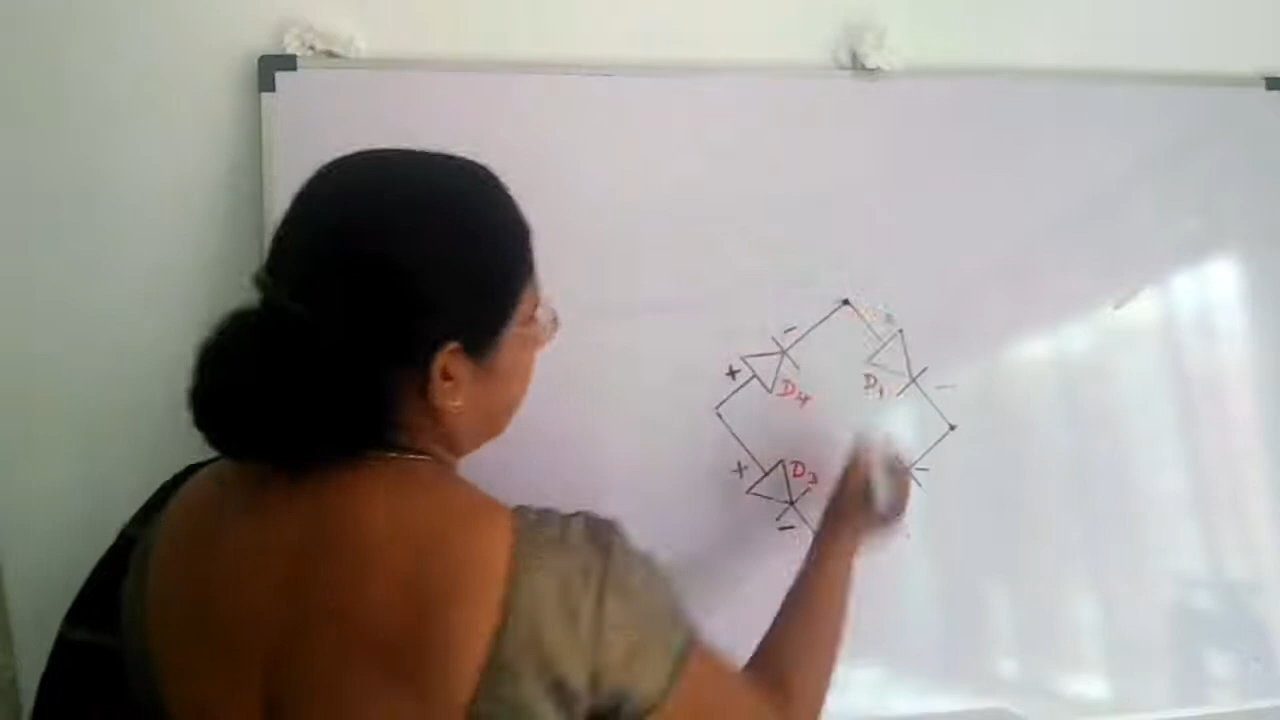 -
+ D4 D1 -
+ D3 -
-